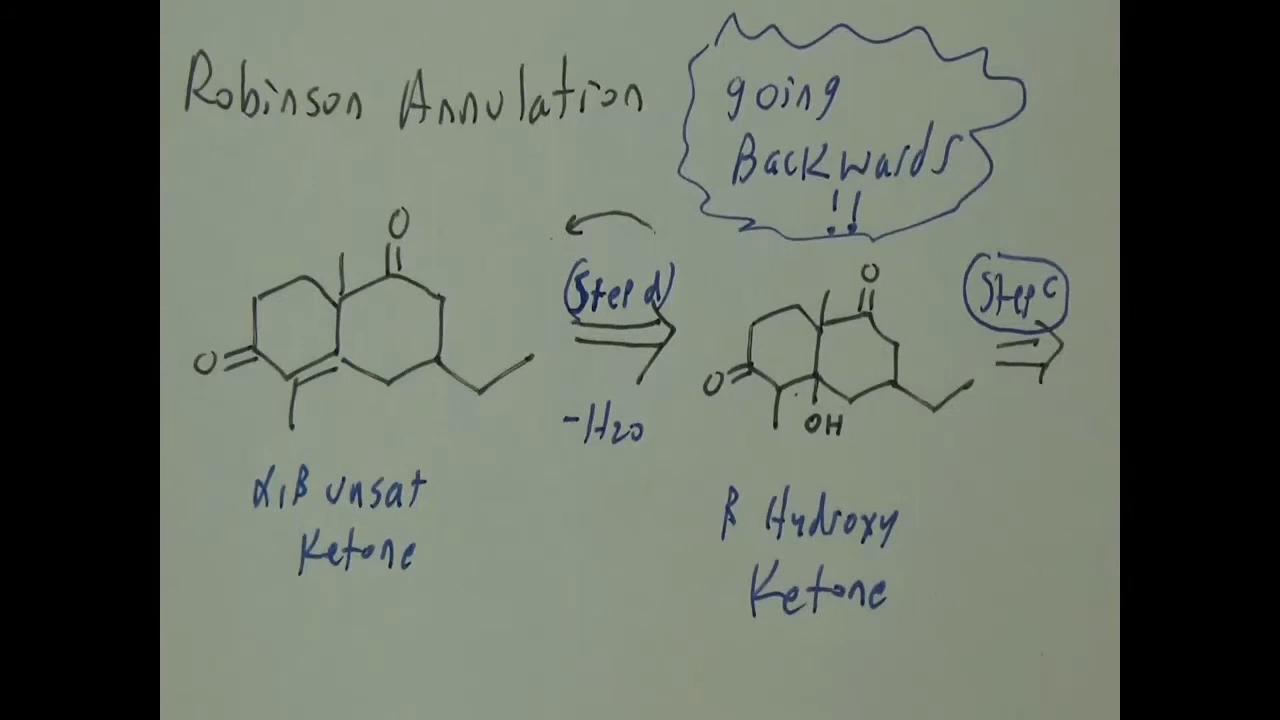 Robinson Annulation
going
Backwards
!!
O
(Step d)
O
Step c
O
O
-H2O
OH
α,β unsat
Ketone
β Hydroxy
Ketone